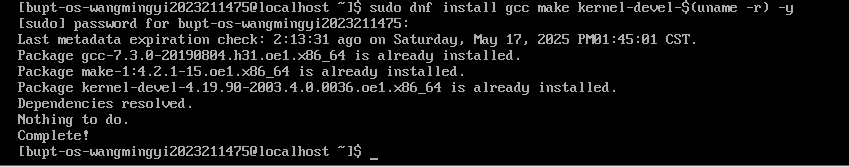 [bupt-os-wangmingyi2023211475@localhost ~]$ sudo dnf install gcc make kernel-devel-$(uname -r) -y
[sudo] password for bupt-os-wangmingyi2023211475:
Last metadata expiration check: 2:13:31 ago on Saturday, May 17, 2025 PM01:45:01 CST.
Package gcc-7.3.0-20190804.h31.oe1.x86_64 is already installed.
Package make-1:4.2.1-15.oe1.x86_64 is already installed.
Package kernel-devel-4.19.90-2003.4.0.0036.oe1.x86_64 is already installed.
Dependencies resolved.
Nothing to do.
Complete!
[bupt-os-wangmingyi2023211475@localhost ~]$ _